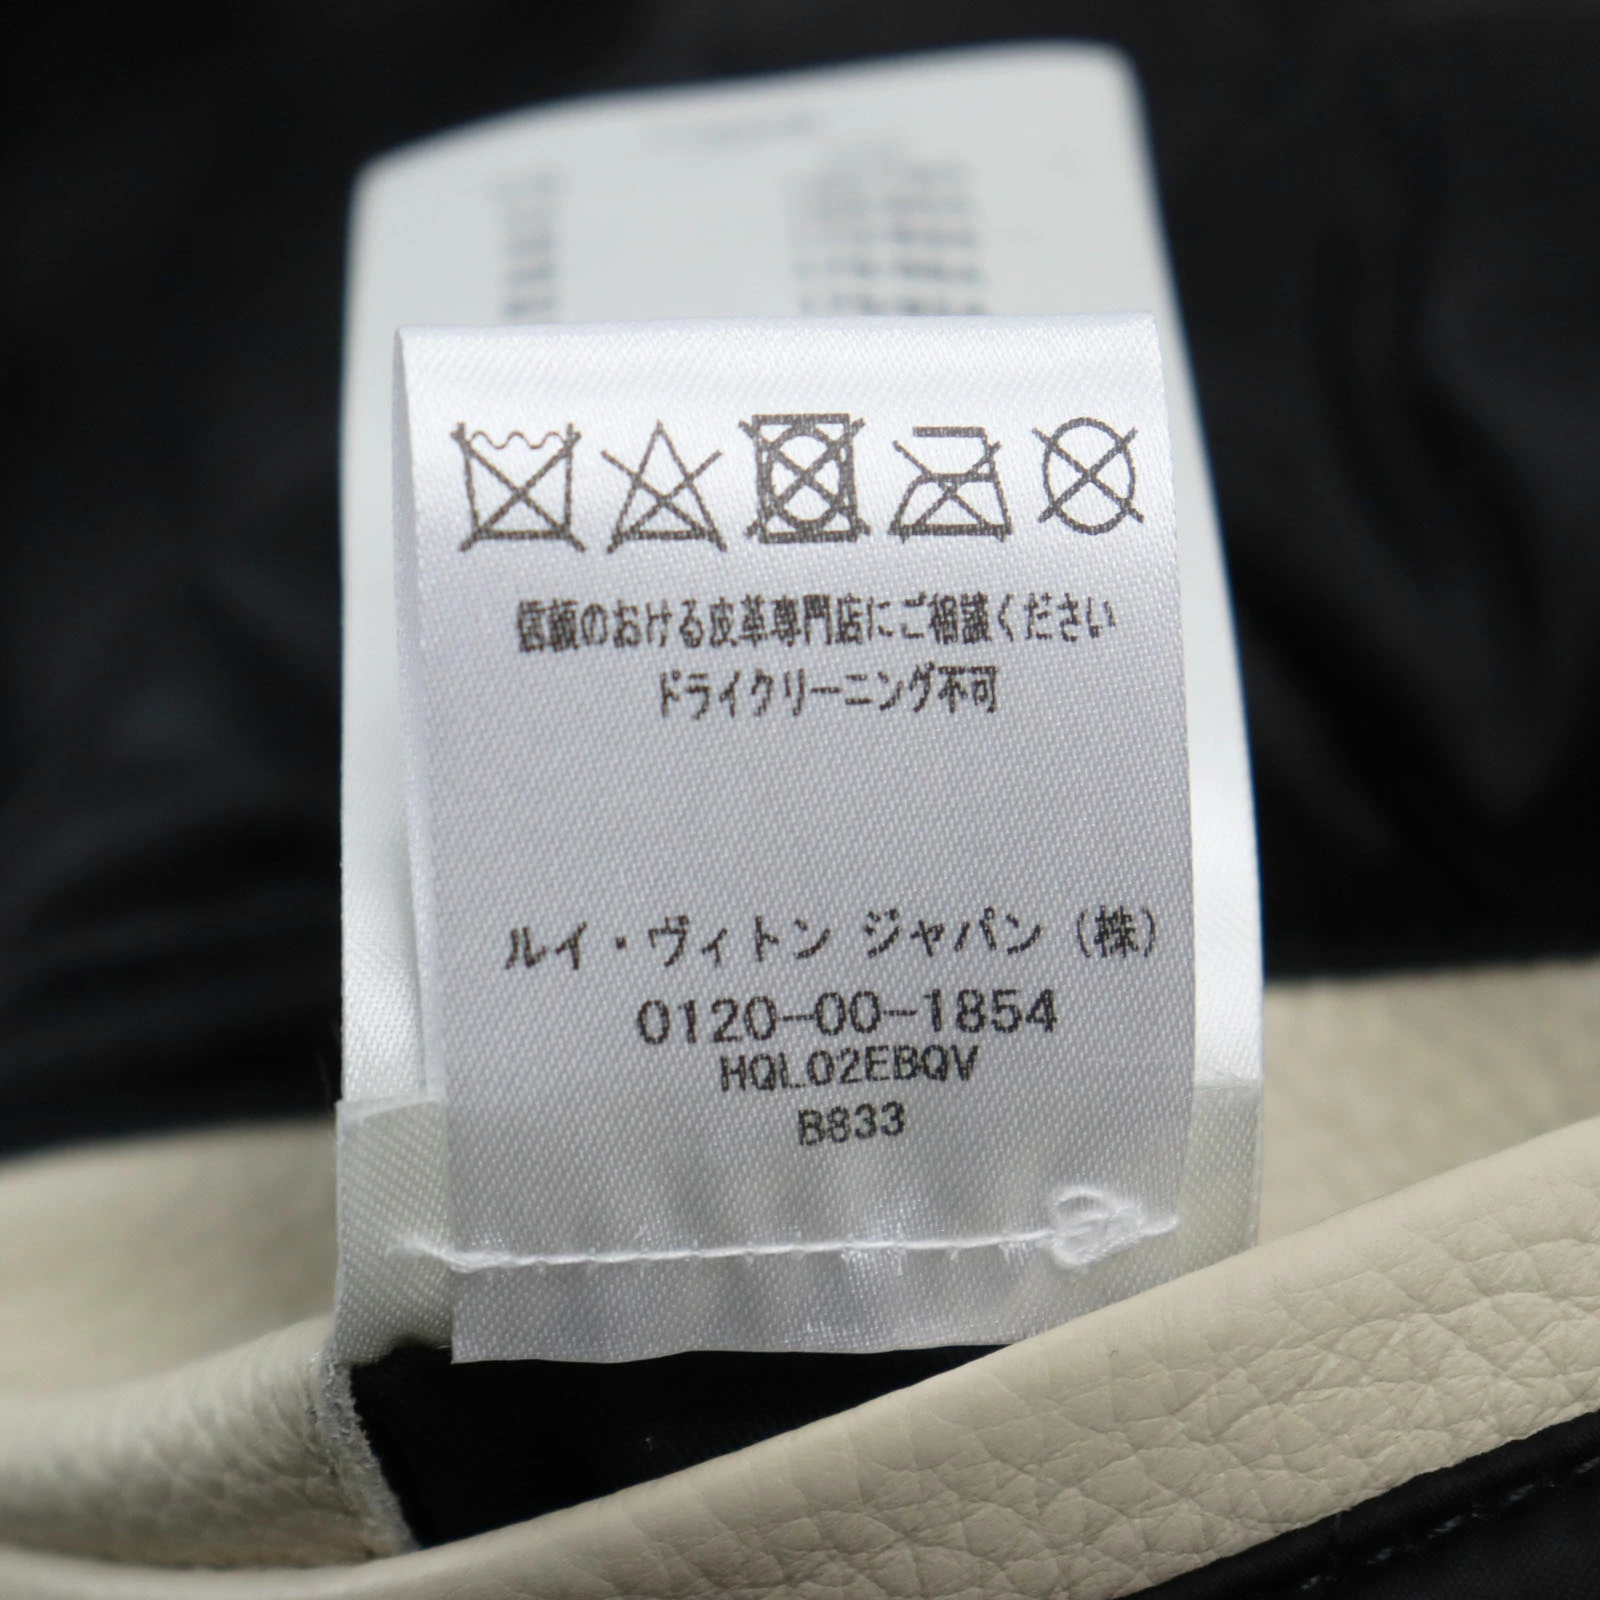 信頼のおける皮革専門店にご相談ください
ドライクリーニング不可
ルイ・ヴィトン ジャパン (株)
0120-00-1854
HQL02EBQV
B833